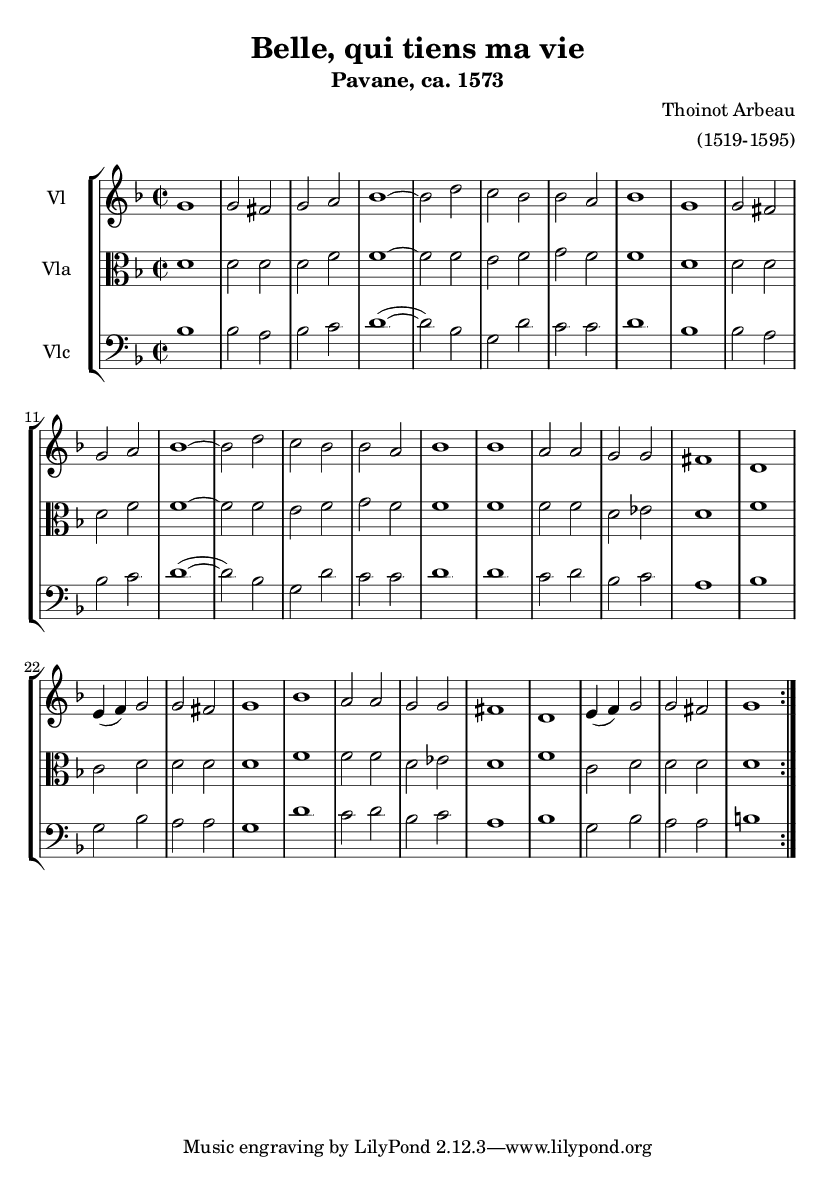 Belle, qui tiens ma vie
Pavane, ca. 1573
Thoinot Arbeau
(1519-1595)
Vl
Vla
Vlc
11
22
Music engraving by LilyPond 2.12.3—www.lilypond.org